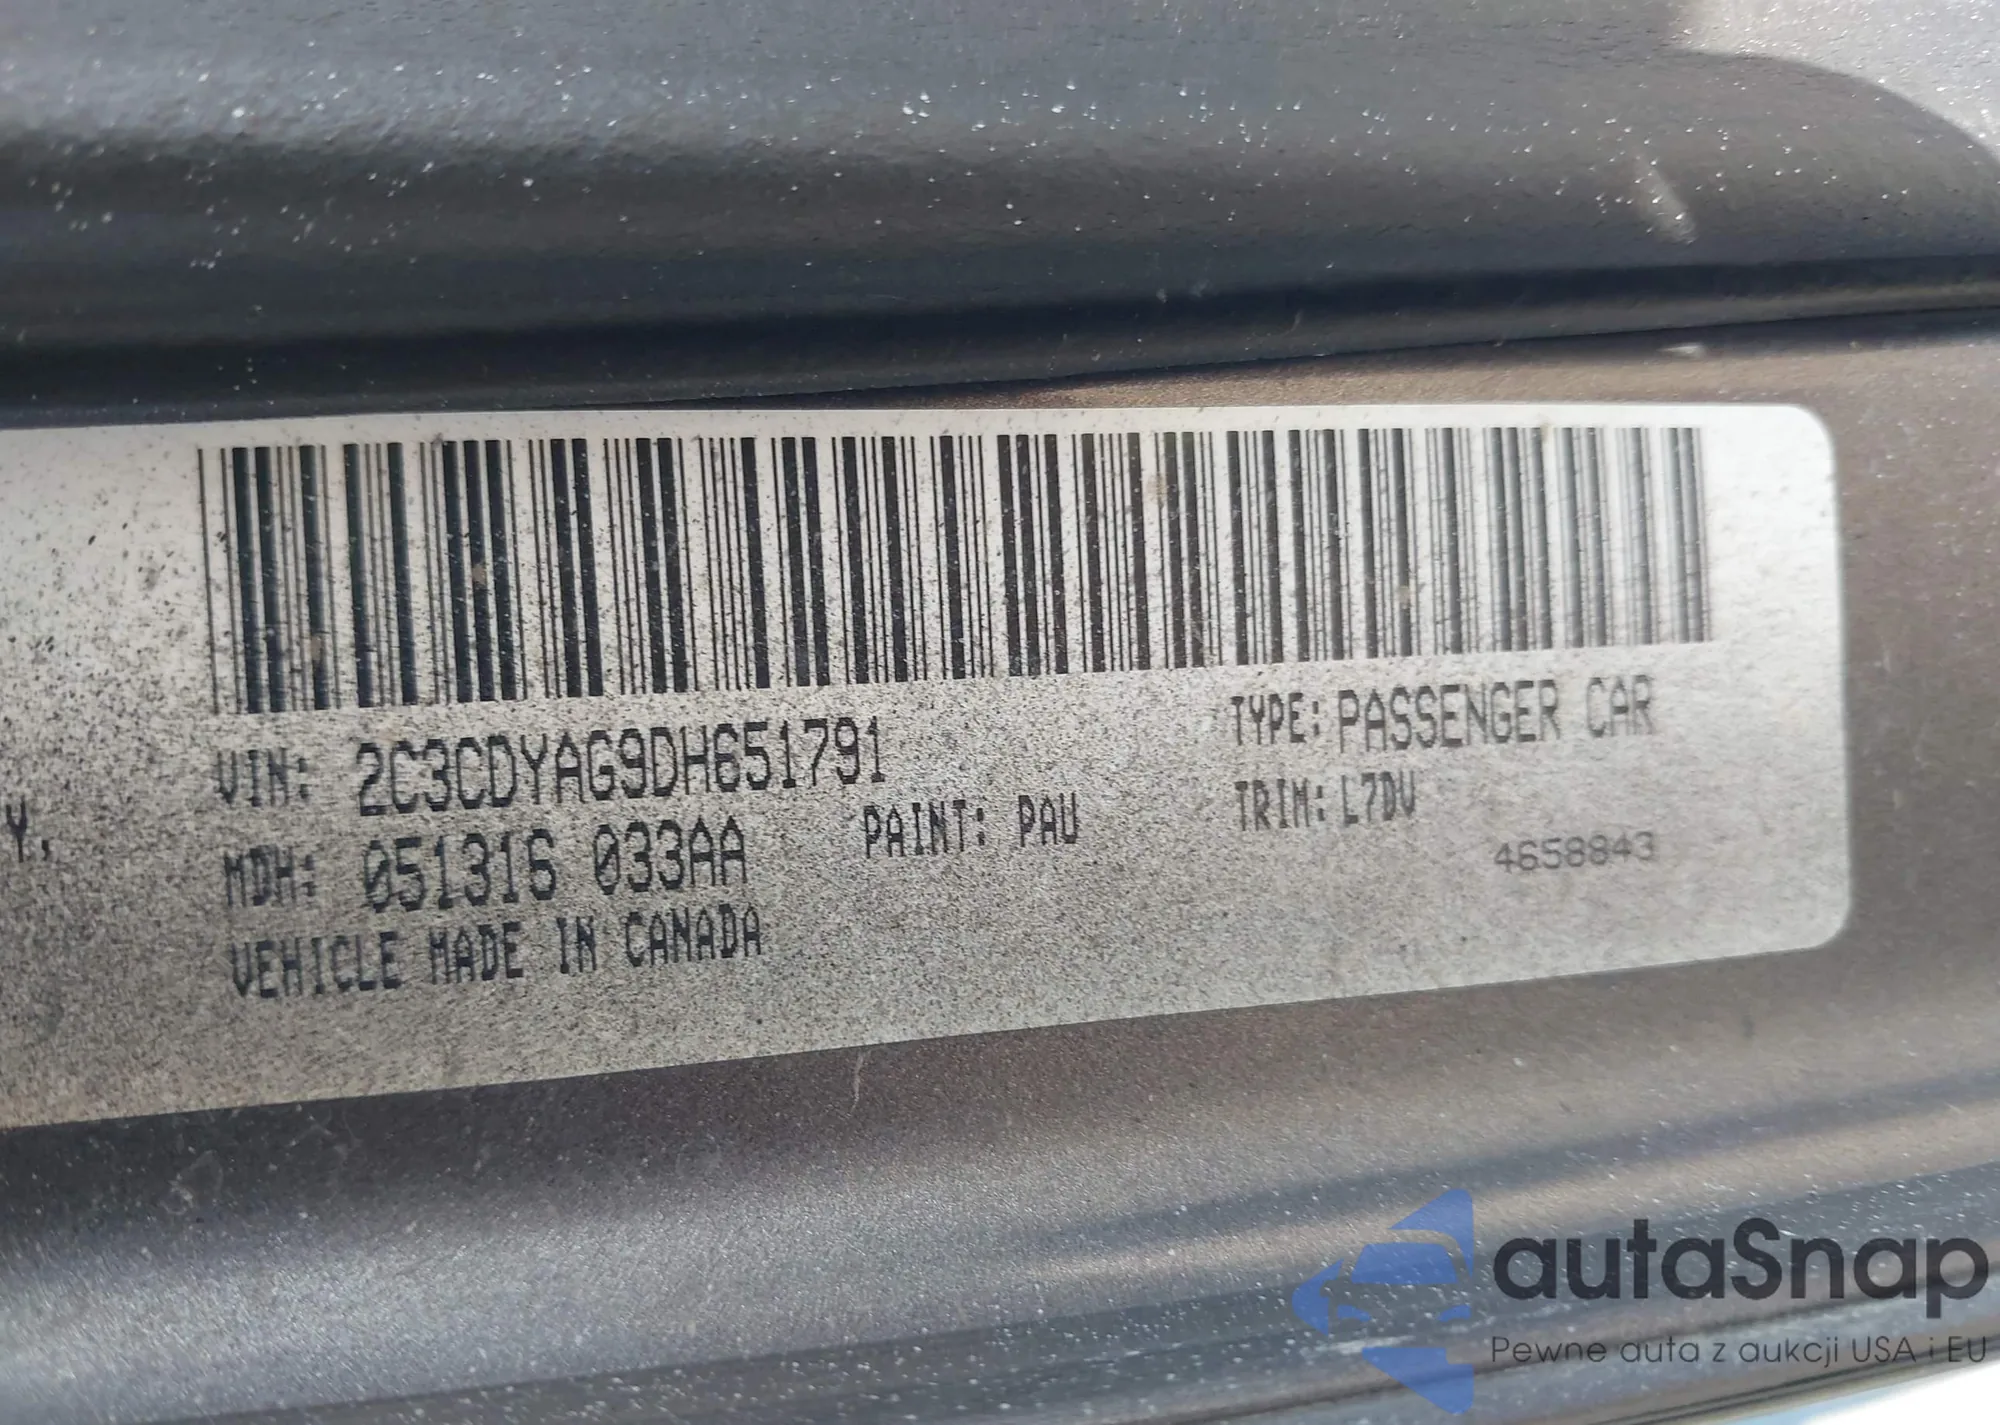 Y,
VIN: 2C3CDYAG9DH651791
MDH: 051316 033AA
PAINT: PAU
VEHICLE MADE IN CANADA
TYPE: PASSENGER CAR
TRIM: L7DV
4658843
autaSnap
Pewne auta z aukcji USA i EU